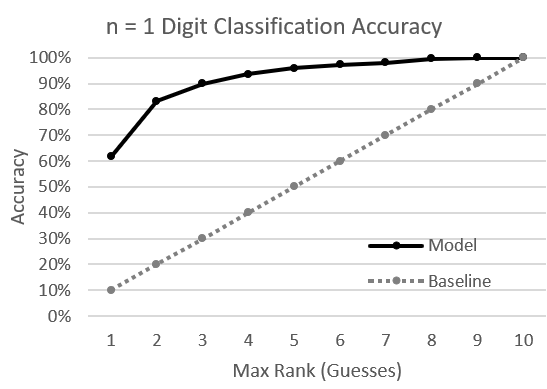 n = 1 Digit Classification Accuracy
100%
90%
80%
70%
60%
50%
40%
30%
20%
10%
0%
Accuracy
Model
Baseline
1 2 3 4 5 6 7 8 9 10
Max Rank (Guesses)